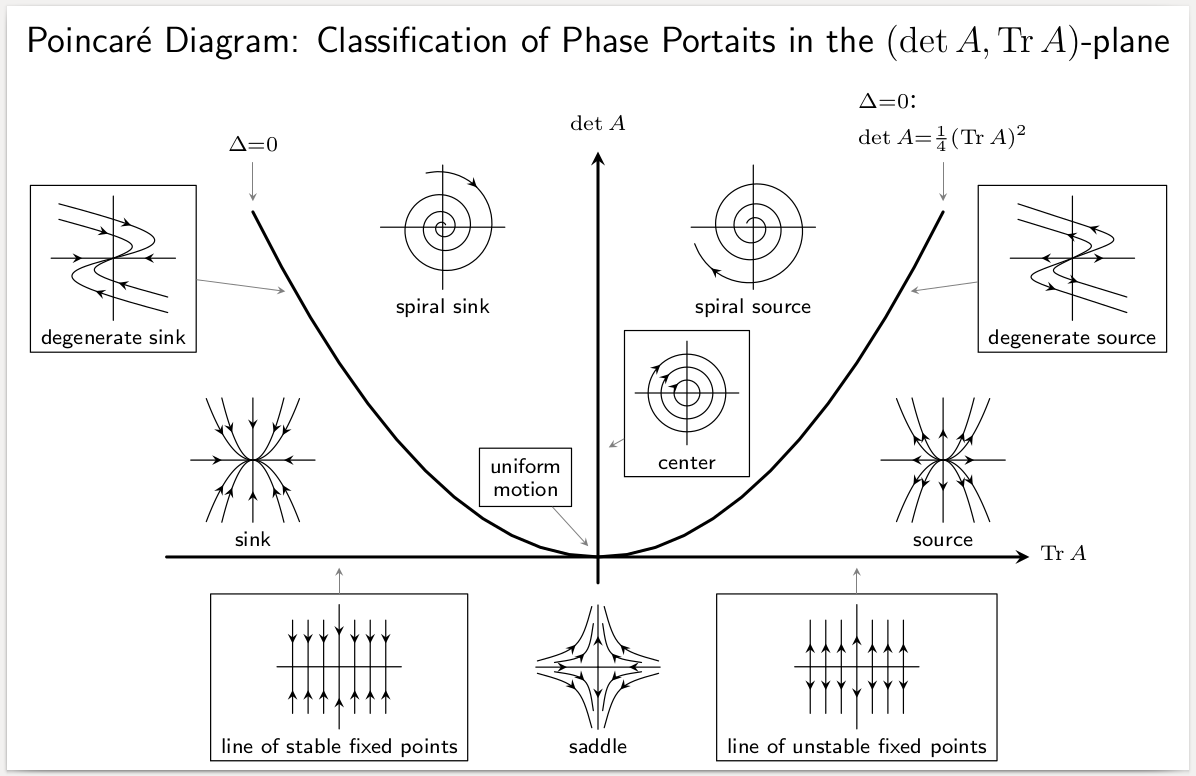 Poincaré Diagram: Classification of Phase Portaits in the (det A, Tr A)-plane
Δ=0:
det A=¼(Tr A)²
det A
Δ=0
degenerate sink
spiral sink
spiral source
degenerate source
center
uniform
motion
sink
source
Tr A
line of stable fixed points
saddle
line of unstable fixed points